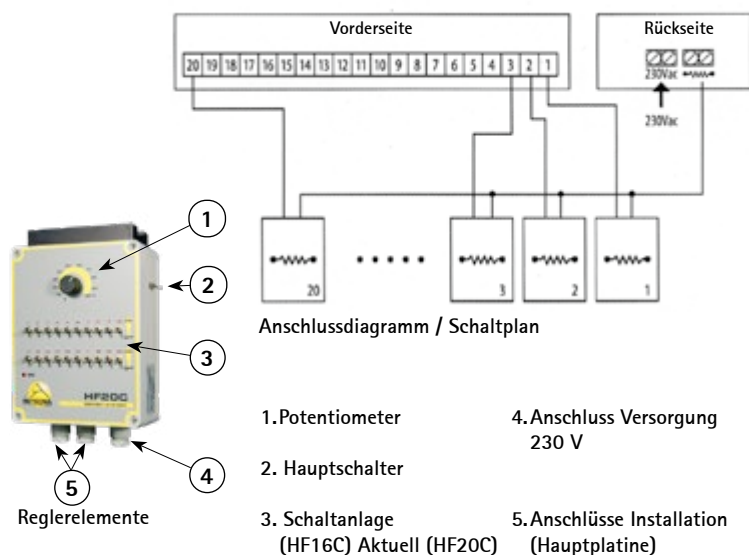 Vorderseite
Rückseite
20 19 18 17 16 15 14 13 12 11 10 9 8 7 6 5 4 3 2 1
230Vac
230Vac
20
3
2
1
Anschlussdiagramm / Schaltplan
1
2
3
HF20C
4
5
Reglerelemente
1.Potentiometer
2. Hauptschalter
3. Schaltanlage
(HF16C) Aktuell (HF20C)
4.Anschluss Versorgung
230 V
5.Anschlüsse Installation
(Hauptplatine)